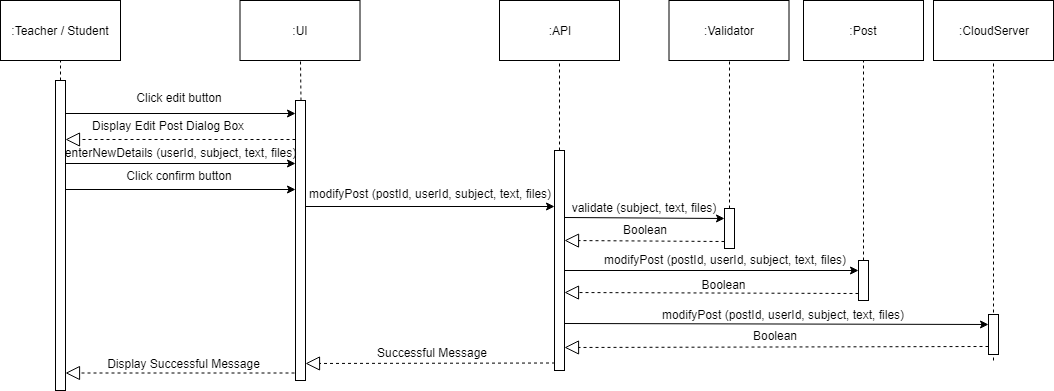 :Teacher / Student
:UI
:API
:Validator
:Post
:CloudServer
Click edit button
Display Edit Post Dialog Box
enterNewDetails (userId, subject, text, files)
Click confirm button
modifyPost (postId, userId, subject, text, files)
validate (subject, text, files)
Boolean
modifyPost (postId, userId, subject, text, files)
Boolean
modifyPost (postId, userId, subject, text, files)
Boolean
Successful Message
Display Successful Message